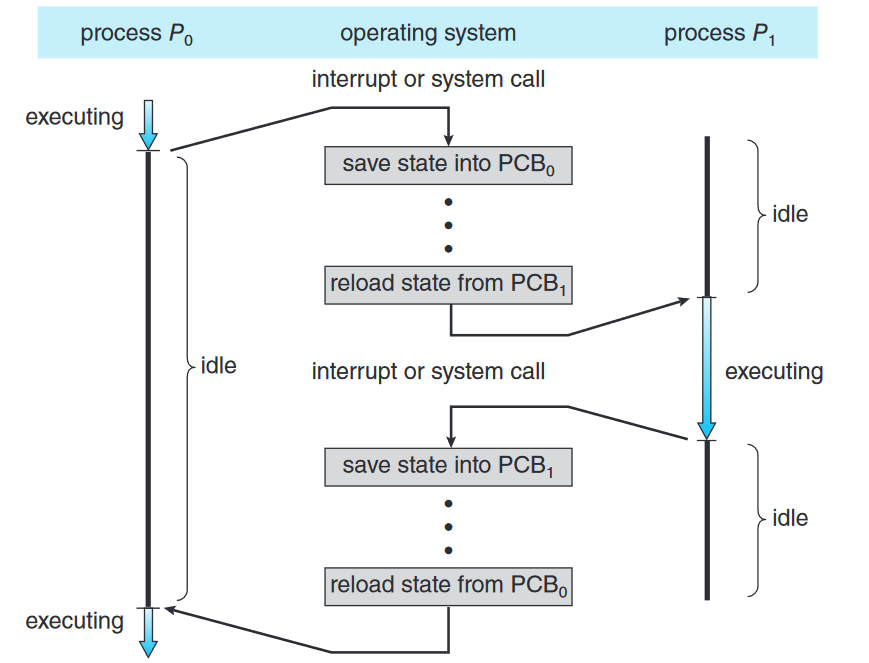 process P0
operating system
process P1
interrupt or system call
executing
save state into PCB0
idle
reload state from PCB1
idle
interrupt or system call
executing
save state into PCB1
idle
reload state from PCB0
executing